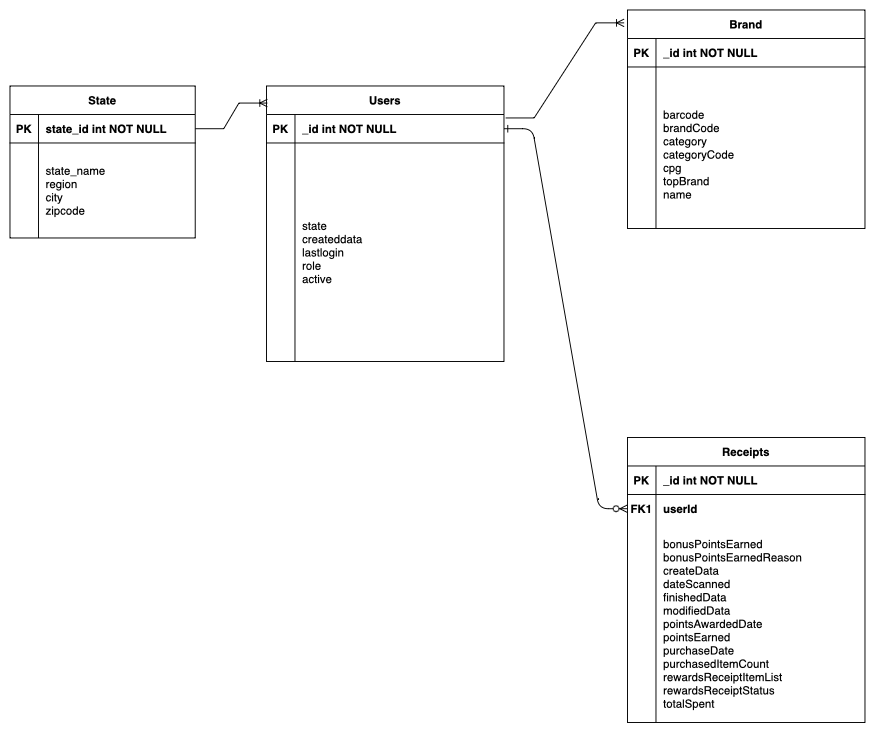 State
PK state_id int NOT NULL
state_name
region
city
zipcode
Users
PK _id int NOT NULL
state
createddata
lastlogin
role
active
Brand
PK _id int NOT NULL
barcode
brandCode
category
categoryCode
cpg
topBrand
name
Receipts
PK _id int NOT NULL
FK1 userId
bonusPointsEarned
bonusPointsEarnedReason
createData
dateScanned
finishedData
modifiedData
pointsAwardedDate
pointsEarned
purchaseDate
purchasedItemCount
rewardsReceiptItemList
rewardsReceiptStatus
totalSpent